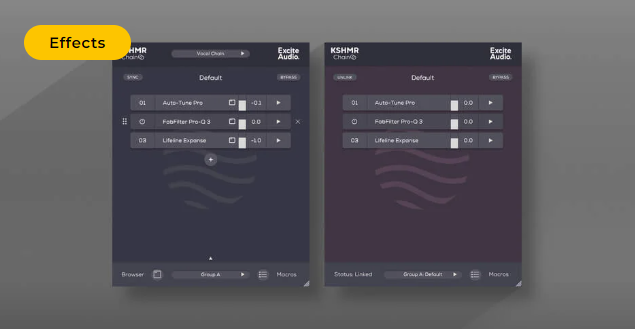 Effects
KSHMR
Chain
Vocal Chain
Excite
Audio.
SYNC
Default
BYPASS
01 Auto-Tune Pro -0.1
FabFilter Pro-Q 3 0.0
03 Lifeline Expanse -1.0
Browser
Group A
Macros
KSHMR
Chain
Excite
Audio.
UNLINK
Default
BYPASS
01 Auto-Tune Pro 0.0
FabFilter Pro-Q 3 0.0
03 Lifeline Expanse 0.0
Status: Linked
Group A: Default
Macros